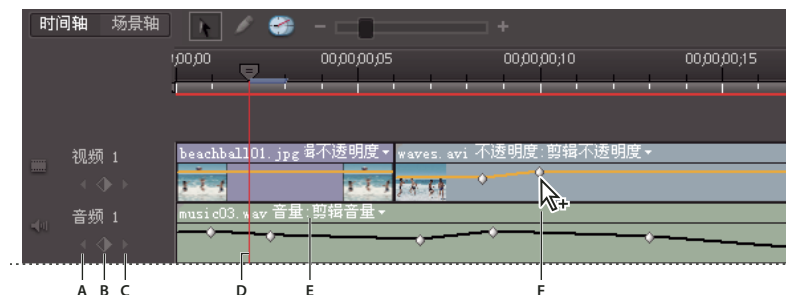 时间轴 场景轴
;00;00 00;00;00;05 00;00;00;10 00;00;00;15
视频 1
beachball01.jpg 辑不透明度 waves.avi 不透明度:剪辑不透明度
音频 1
music03.wav 音量:剪辑音量
A B C D E F